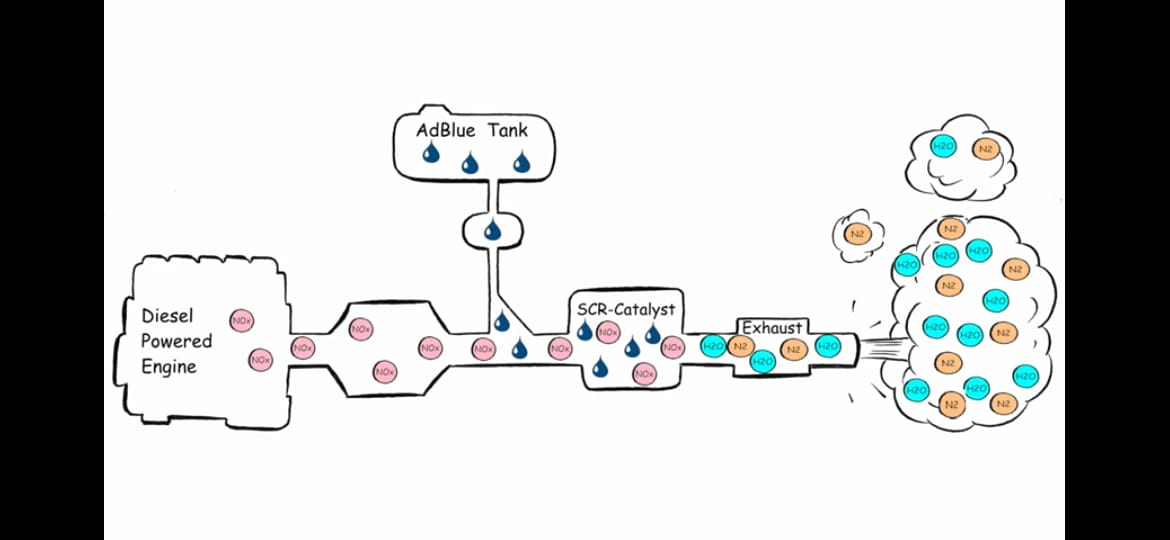 AdBlue Tank
Diesel
Powered
Engine
NOx
NOx
NOx
NOx
NOx
NOx
NOx
NOx
SCR-Catalyst
NOx
NOx
NOx
Exhaust
H2O
N2
H2O
N2
H2O
H2O
N2
N2
N2
H2O
H2O
H2O
N2
N2
H2O
H2O
H2O
N2
N2
H2O
H2O
H2O
N2
N2